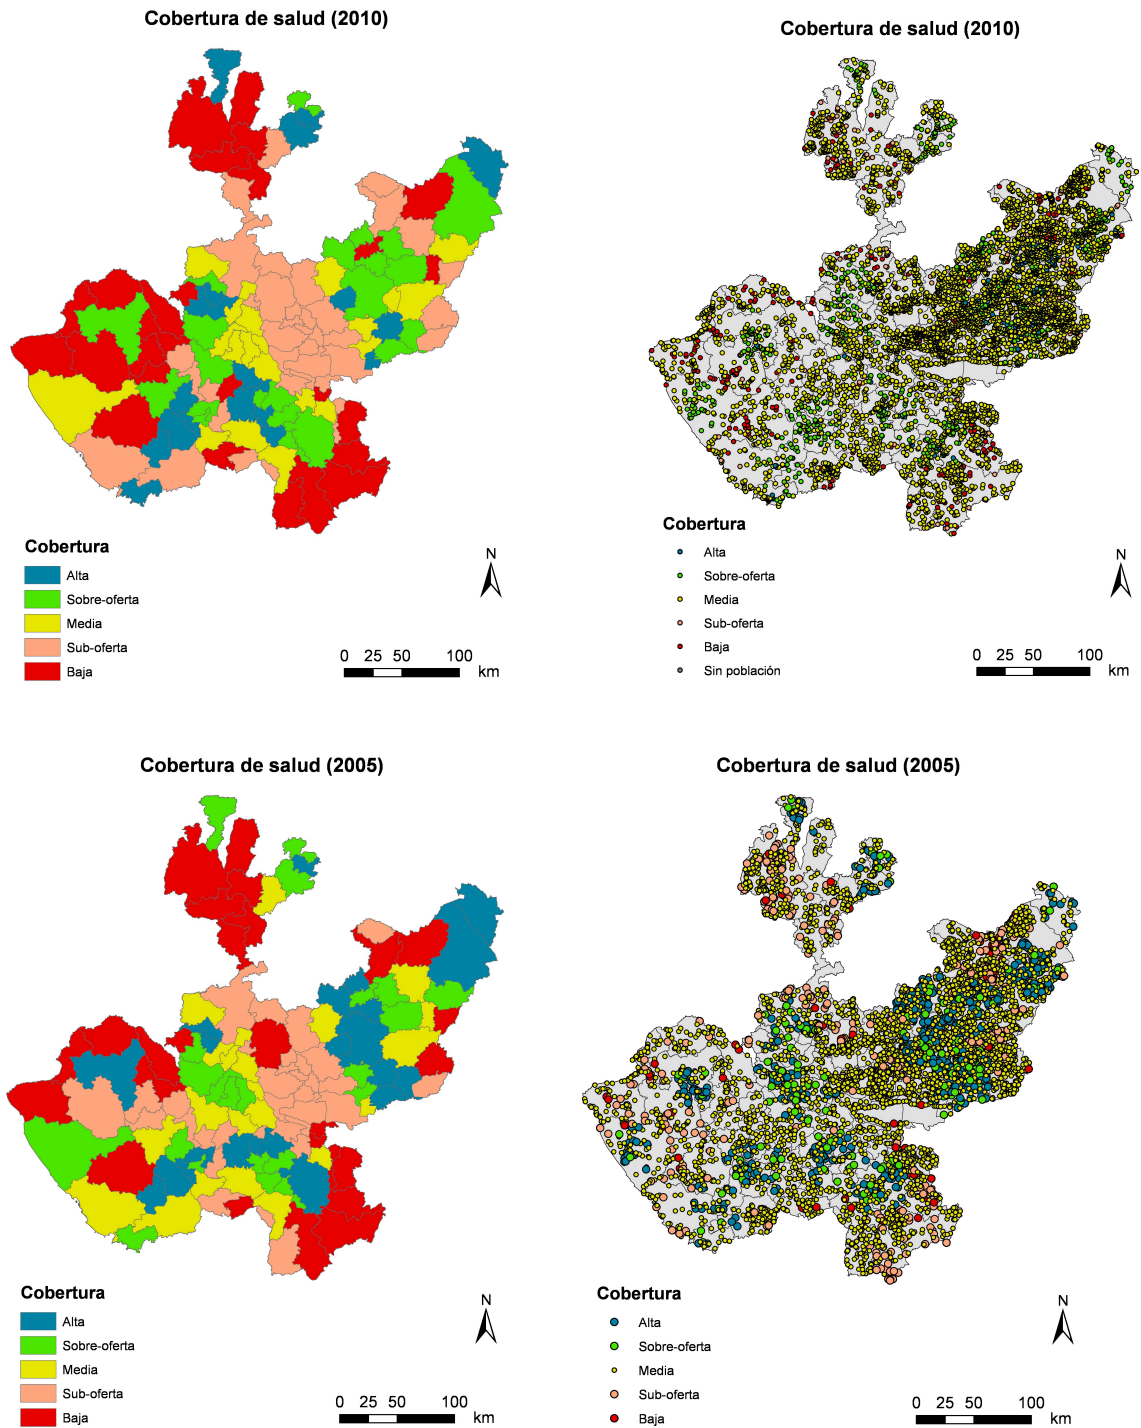 Cobertura de salud (2010)
Cobertura
Alta
Sobre-oferta
Media
Sub-oferta
Baja
N
0 25 50 100
km
Cobertura de salud (2010)
Cobertura
Alta
Sobre-oferta
Media
Sub-oferta
Baja
Sin población
N
0 25 50 100
km
Cobertura de salud (2005)
Cobertura
Alta
Sobre-oferta
Media
Sub-oferta
Baja
N
0 25 50 100
km
Cobertura de salud (2005)
Cobertura
Alta
Sobre-oferta
Media
Sub-oferta
Baja
N
0 25 50 100
km